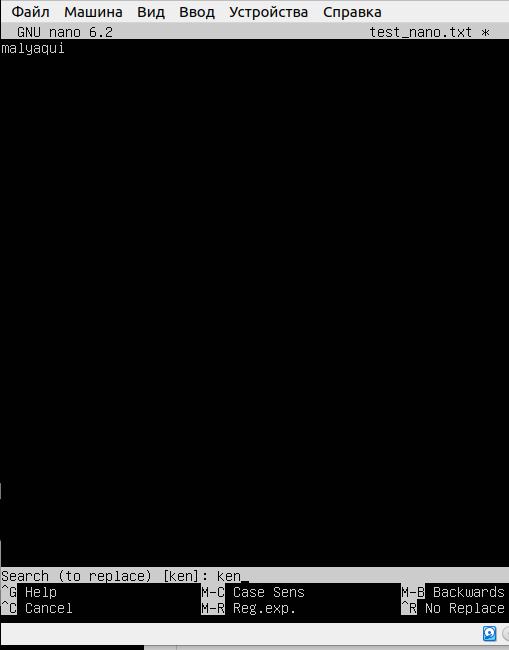 Файл Машина Вид Ввод Устройства Справка
GNU nano 6.2 test_nano.txt *
malyaqui
Search (to replace) [ken]: ken
^G Help M-C Case Sens M-B Backwards
^C Cancel M-R Reg.exp. ^R No Replace